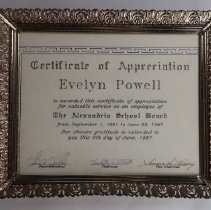 Certificate of Appreciation
Evelyn Powell
is awarded this certificate of appreciation
for valuable service as an employee of
The Alexandria School Board
from September 1, 1981 to June 30, 1987
Our sincere gratitude is extended to
you this 8th day of June, 1987